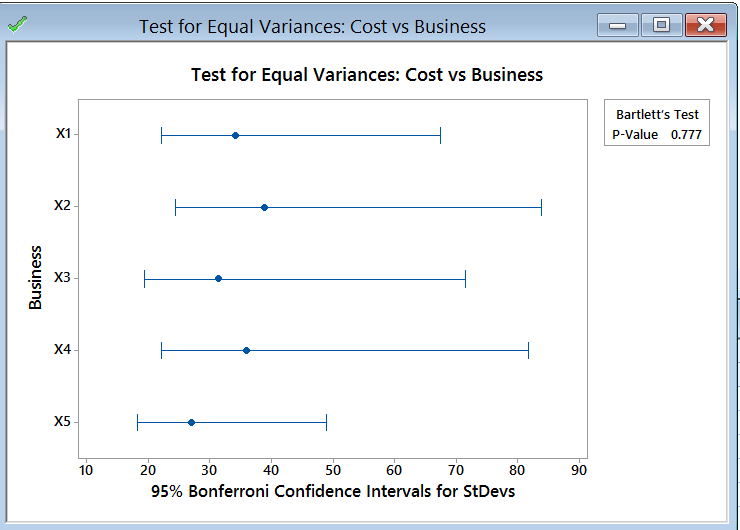 Test for Equal Variances: Cost vs Business
Test for Equal Variances: Cost vs Business
Bartlett's Test
P-Value 0.777
Business
X1
X2
X3
X4
X5
10 20 30 40 50 60 70 80 90
95% Bonferroni Confidence Intervals for StDevs